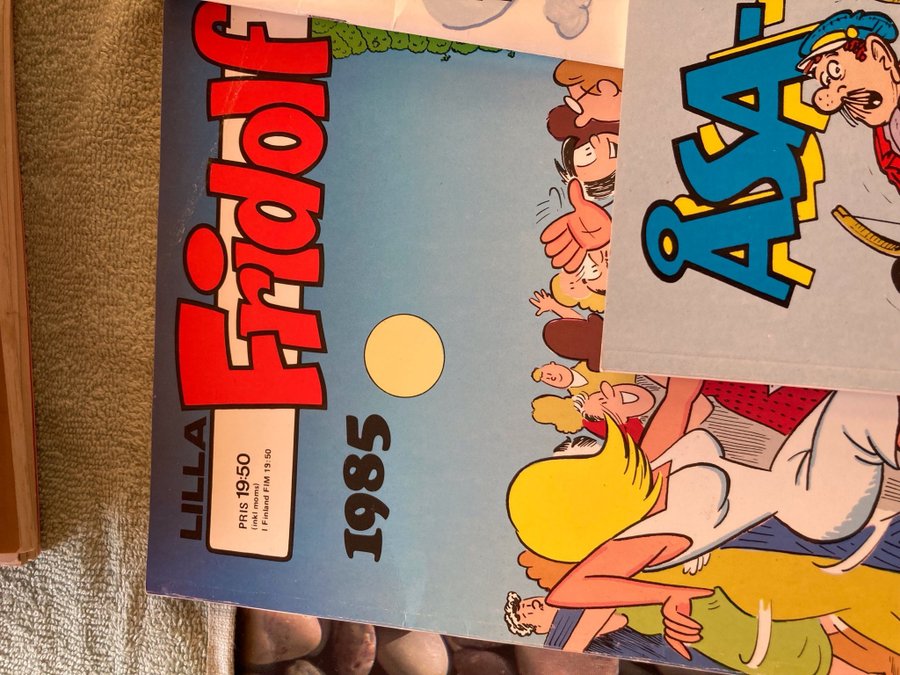 LILLA
Fridolf
PRIS 19:50
(inkl moms)
I Finland FIM 19:50
1985
ÅSA-